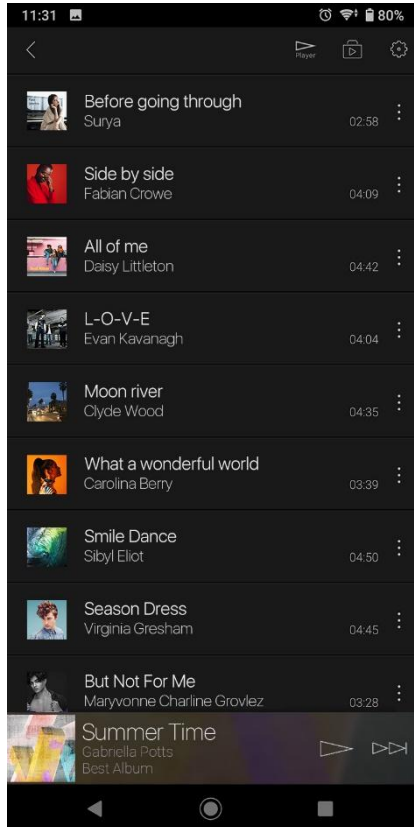 11:31
80%
Player
Before going through
Surya
02:58
Side by side
Fabian Crowe
04:09
All of me
Daisy Littleton
04:42
L-O-V-E
Evan Kavanagh
04:04
Moon river
Clyde Wood
04:35
What a wonderful world
Carolina Berry
03:39
Smile Dance
Sibyl Eliot
04:50
Season Dress
Virginia Gresham
04:45
But Not For Me
Maryvonne Charline Grovlez
03:28
Summer Time
Gabriella Potts
Best Album